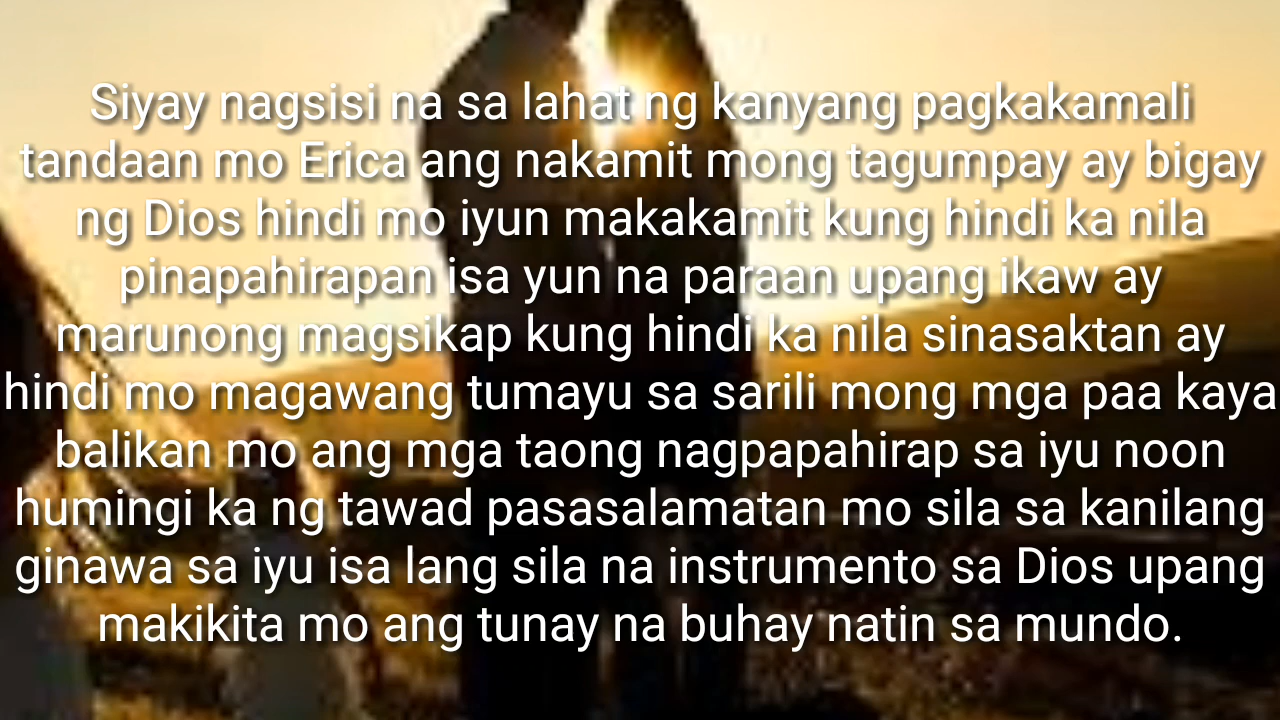 Siyay nagsisi na sa lahat ng kanyang pagkakamali
tandaan mo Erica ang nakamit mong tagumpay ay bigay
ng Dios hindi mo iyun makakamit kung hindi ka nila
pinapahirapan isa yun na paraan upang ikaw ay
marunong magsikap kung hindi ka nila sinasaktan ay
hindi mo magawang tumayu sa sarili mong mga paa kaya
balikan mo ang mga taong nagpapahirap sa iyu noon
humingi ka ng tawad pasasalamatan mo sila sa kanilang
ginawa sa iyu isa lang sila na instrumento sa Dios upang
makikita mo ang tunay na buhay natin sa mundo.